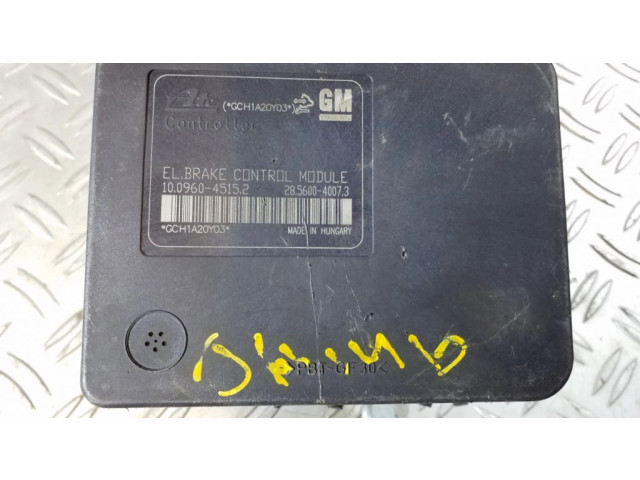 Ate (*GCH1A20Y03*) GM
Controller
EL.BRAKE CONTROL MODULE
10.0960-4515.2 28.5600-4007.3
*GCH1A20Y03* MADE IN HUNGARY
>PBT-GF30<